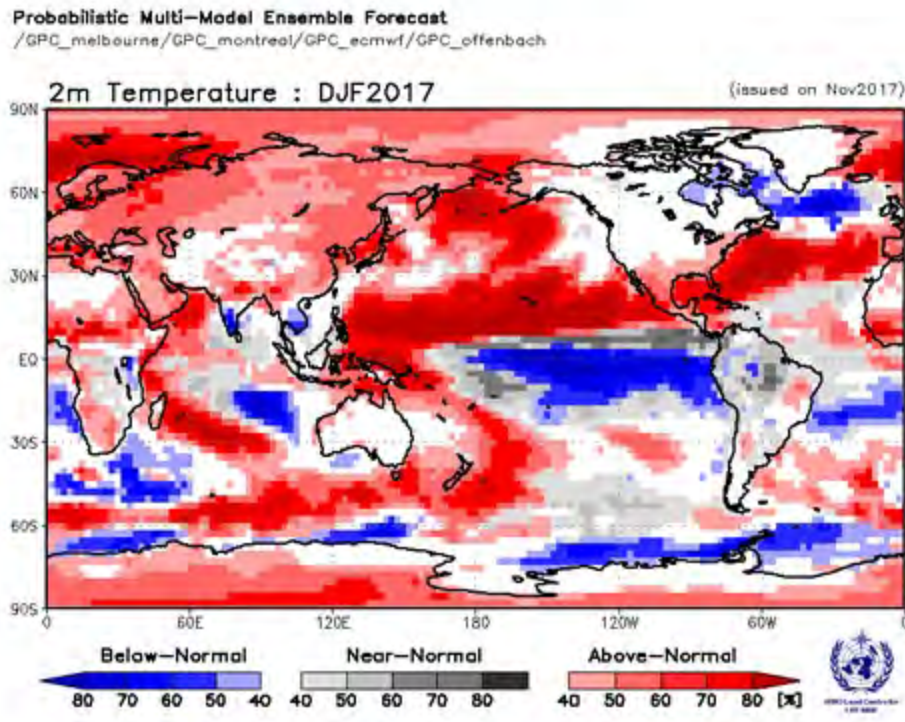 Probabilistic Multi-Model Ensemble Forecast
/GPC_melbourne/GPC_montreal/GPC_ecmwf/GPC_offenbach
2m Temperature : DJF2017
(issued on Nov2017)
90N
60N
30N
EQ
30S
60S
90S
0 60E 120E 180 120W 60W 0
Below-Normal Near-Normal Above-Normal
80 70 60 50 40 40 50 60 70 80 40 50 60 70 80 [%]